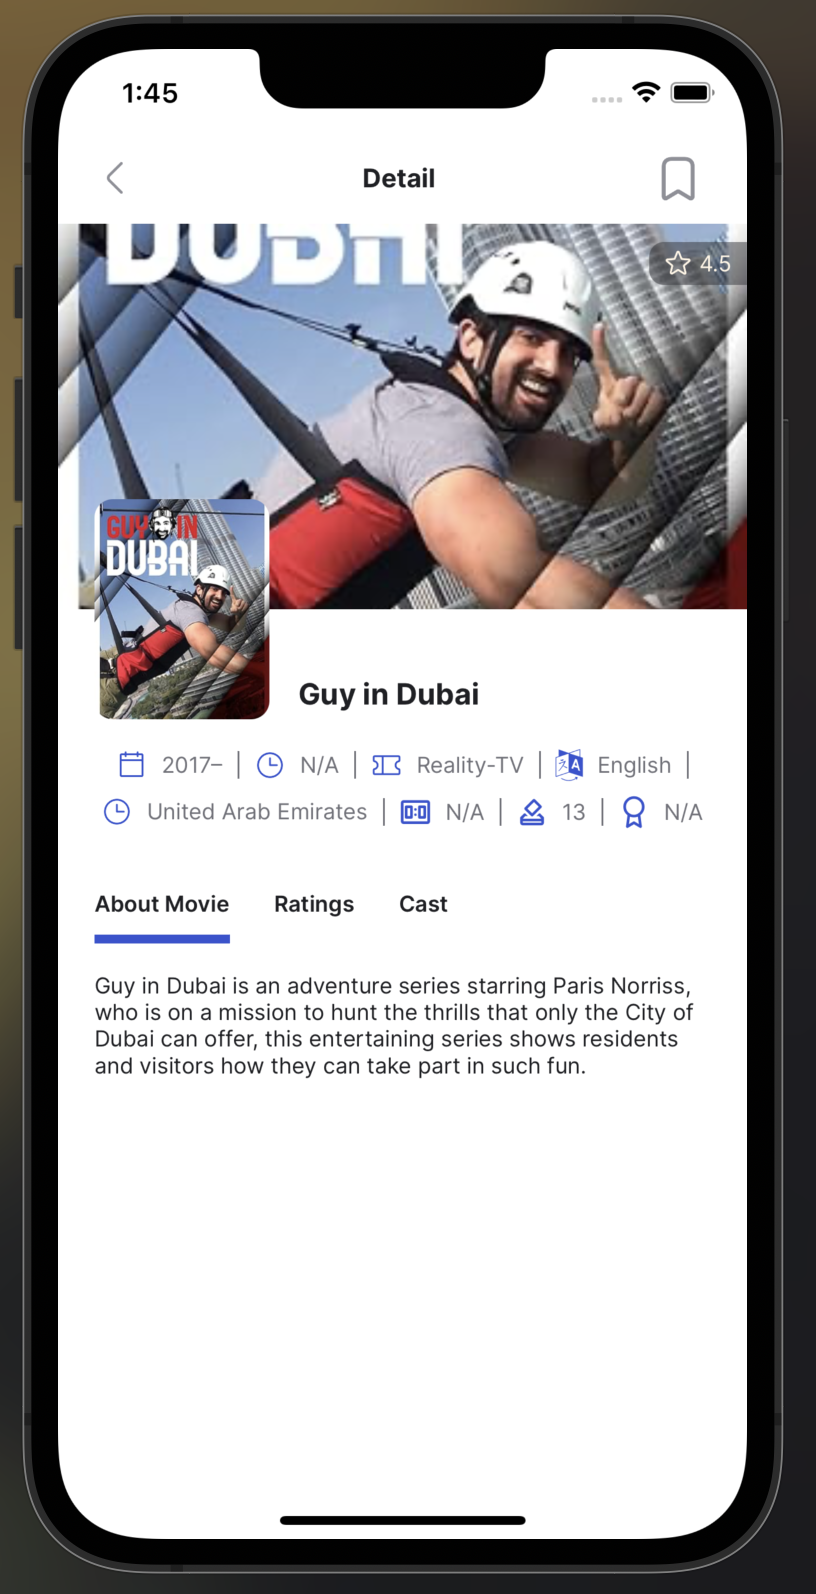 1:45
Detail
DUBAI
4.5
GUY IN
DUBAI
Guy in Dubai
2017– | N/A | Reality-TV | English |
United Arab Emirates | 0:0 N/A | 13 | N/A
About Movie Ratings Cast
Guy in Dubai is an adventure series starring Paris Norriss,
who is on a mission to hunt the thrills that only the City of
Dubai can offer, this entertaining series shows residents
and visitors how they can take part in such fun.